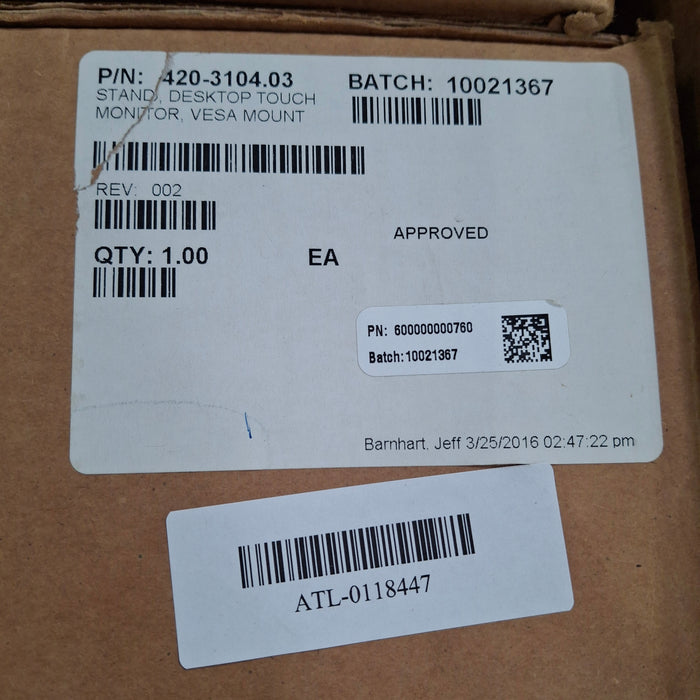 P/N: 420-3104.03
BATCH: 10021367
STAND, DESKTOP TOUCH
MONITOR, VESA MOUNT
REV: 002
APPROVED
QTY: 1.00 EA
PN: 600000000760
Batch:10021367
Barnhart, Jeff 3/25/2016 02:47:22 pm
ATL-0118447